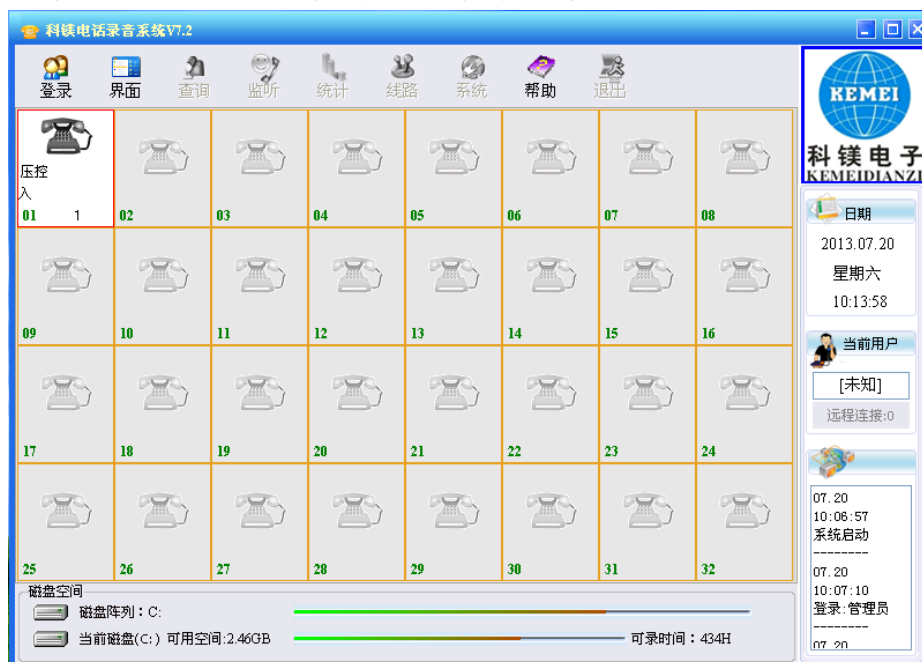 科镁电话录音系统V7.2
登录 界面 查询 监听 统计 线路 系统 帮助 退出
KEMEI
科镁电子
KEMEIDIANZI
压控
入
01 1 02 03 04 05 06 07 08
09 10 11 12 13 14 15 16
17 18 19 20 21 22 23 24
25 26 27 28 29 30 31 32
日期
2013.07.20
星期六
10:13:58
当前用户
[未知]
远程连接:0
07.20
10:06:57
系统启动
--------
07.20
10:07:10
登录:管理员
--------
07.20
磁盘空间
磁盘阵列：C:
当前磁盘(C:) 可用空间:2.46GB 可录时间：434H